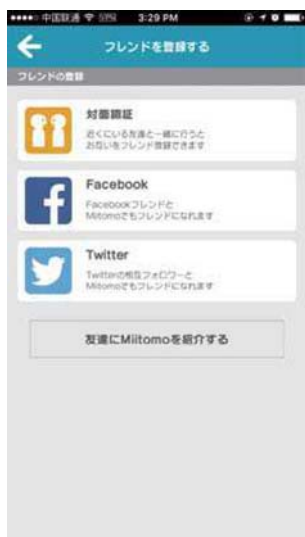 中国联通 3:29 PM
フレンドを登録する
フレンドの登録
対面認証
近くにいる友達と一緒に行うと
お互いをフレンド登録できます
Facebook
Facebookフレンドと
Miitomoでもフレンドになれます
Twitter
Twitterの相互フォロワーと
Miitomoでもフレンドになれます
友達にMiitomoを紹介する